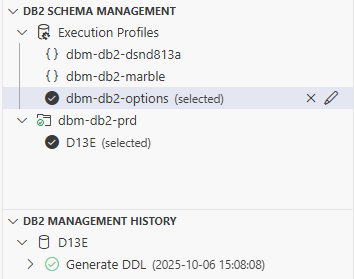 DB2 SCHEMA MANAGEMENT
Execution Profiles
{} dbm-db2-dsnd813a
{} dbm-db2-marble
dbm-db2-options (selected)
dbm-db2-prd
D13E (selected)
DB2 MANAGEMENT HISTORY
D13E
Generate DDL (2025-10-06 15:08:08)